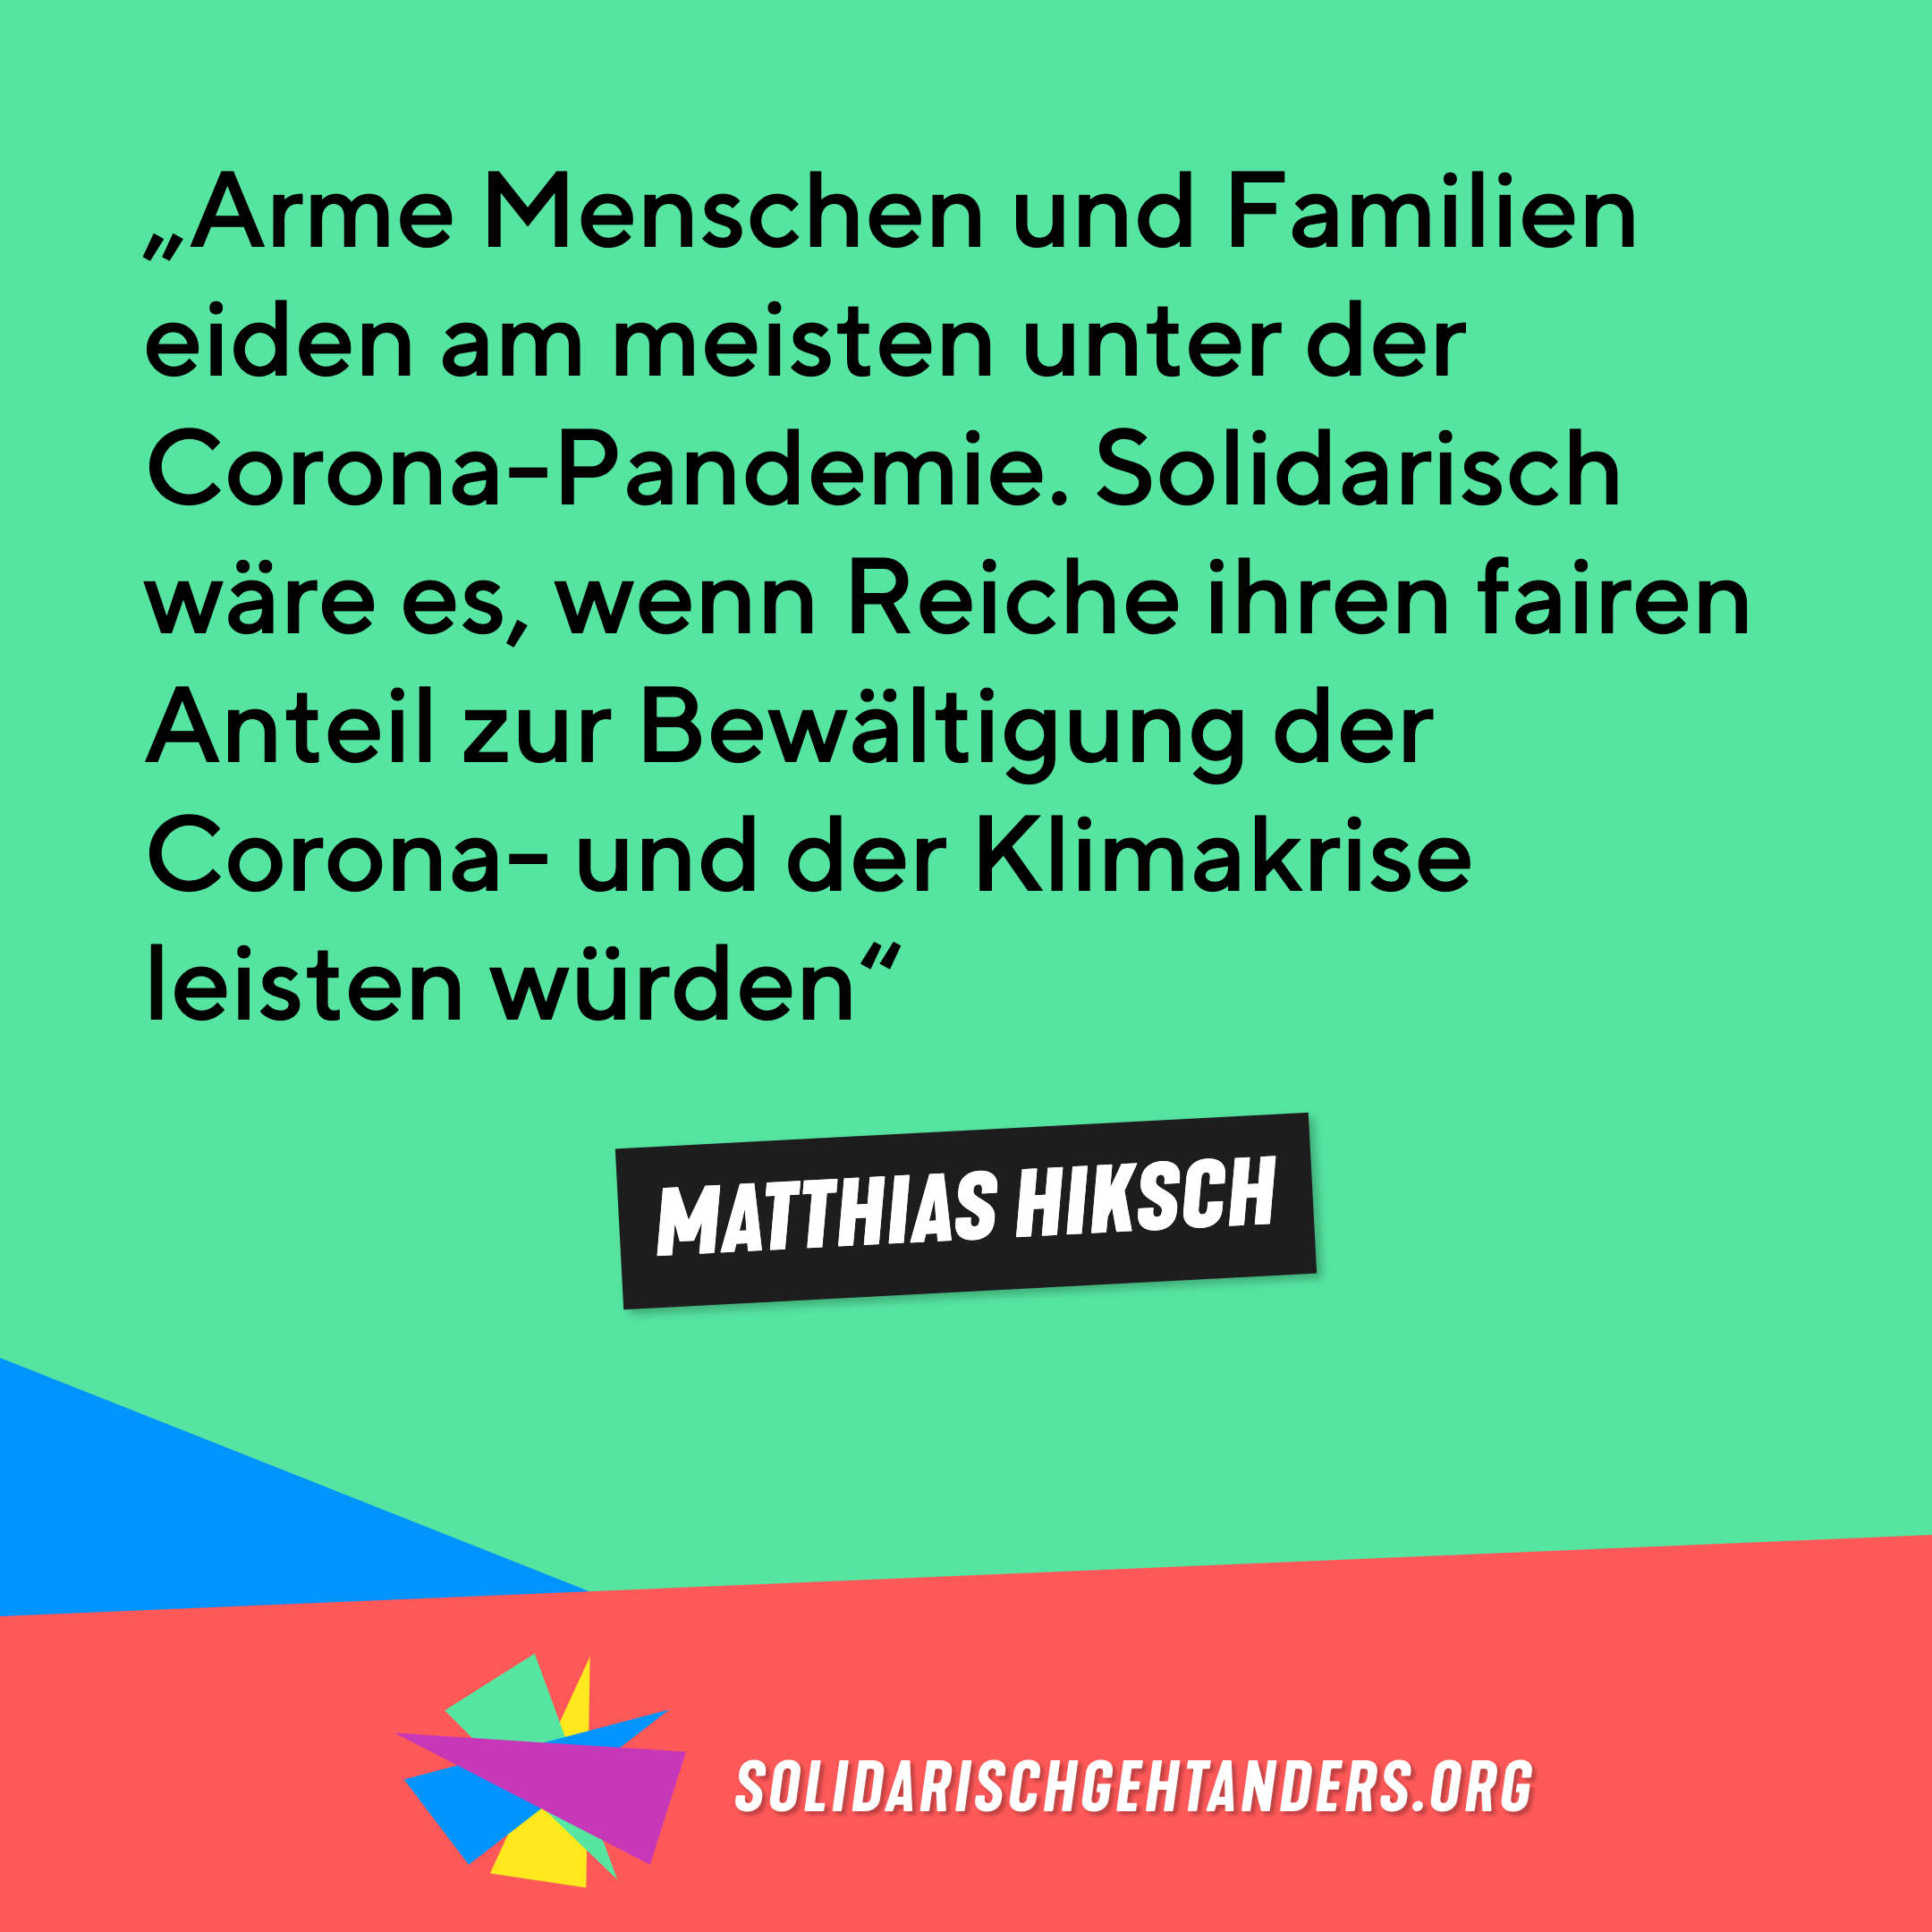 „Arme Menschen und Familien
eiden am meisten unter der
Corona-Pandemie. Solidarisch
wäre es, wenn Reiche ihren fairen
Anteil zur Bewältigung der
Corona- und der Klimakrise
leisten würden“
MATTHIAS HIKSCH
SOLIDARISCHGEHTANDERS.ORG